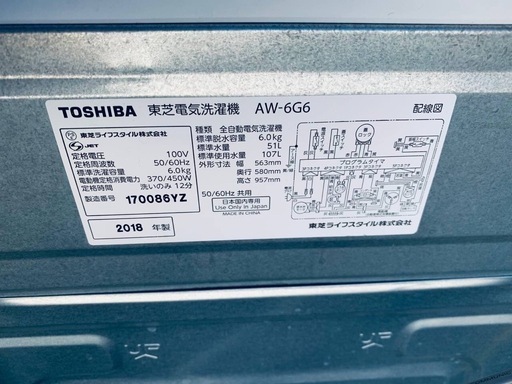 TOSHIBA 東芝電気洗濯機 AW-6G6 配線図
東芝ライフスタイル株式会社
JET
定格電圧 100V
定格周波数 50/60Hz
標準洗濯容量 6.0kg
電動機定格消費電力 370/450W
洗いのみ 12分
製造番号 170086YZ
2018 年製
種類 全自動電気洗濯機
標準脱水容量 6.0kg
標準水量 51L
標準使用水量 107L
外形寸法 幅 563mm
奥行 580mm
高さ 957mm
50/60Hz 共用
日本国内専用
Use Only in Japan
MADE IN CHINA
蓋ロック
プログラムタイマ
東芝ライフスタイル株式会社